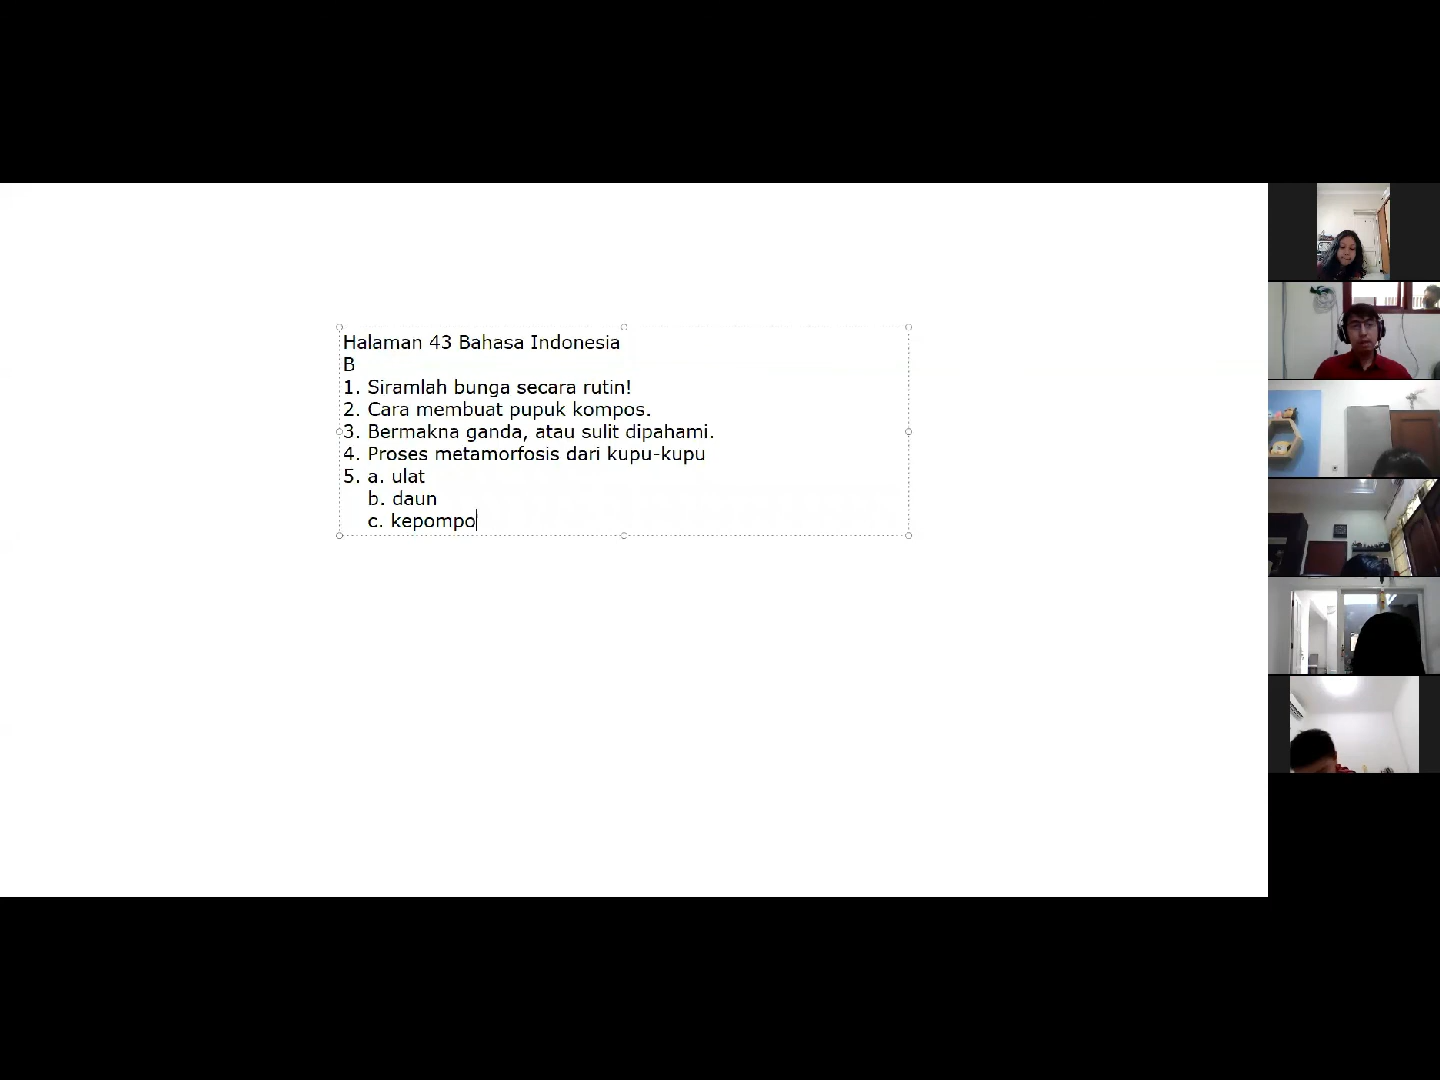 Halaman 43 Bahasa Indonesia
B
1. Siramlah bunga secara rutin!
2. Cara membuat pupuk kompos.
3. Bermakna ganda, atau sulit dipahami.
4. Proses metamorfosis dari kupu-kupu
5. a. ulat
b. daun
c. kepompo